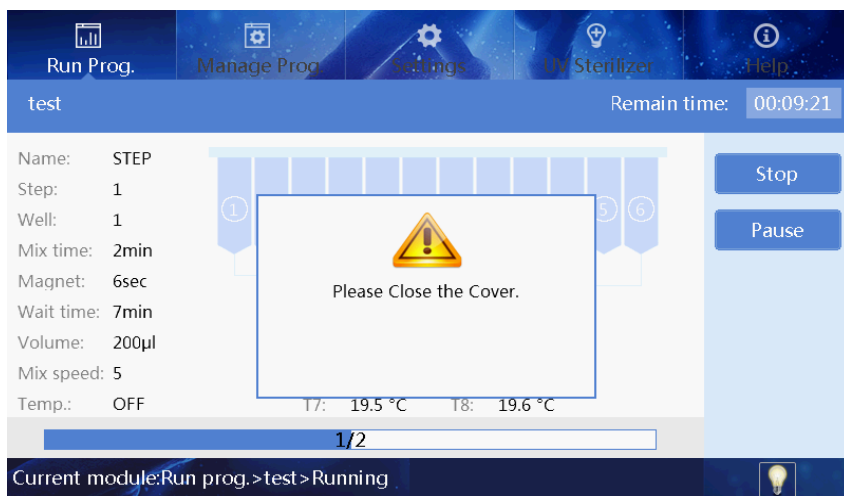 Run Prog. Manage Prog. Settings UV Sterilizer Help
test Remain time: 00:09:21
Name: STEP
Step: 1
Well: 1
Mix time: 2min
Magnet: 6sec
Wait time: 7min
Volume: 200μl
Mix speed: 5
Temp.: OFF
1
5 6
Please Close the Cover.
T7: 19.5 °C T8: 19.6 °C
Stop
Pause
1/2
Current module:Run prog.>test>Running